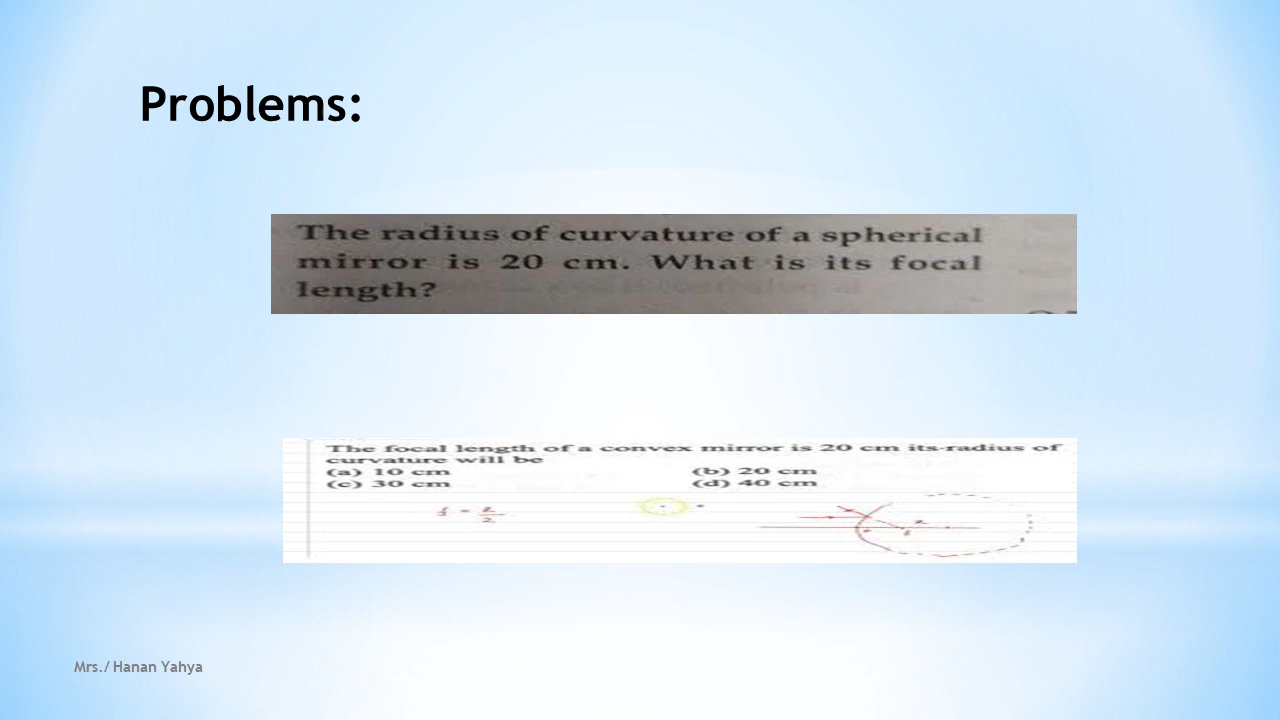 Problems:
The radius of curvature of a spherical
mirror is 20 cm. What is its focal
length?
The focal length of a convex mirror is 20 cm its radius of
curvature will be
(a) 10 cm (b) 20 cm
(c) 30 cm (d) 40 cm
Mrs./ Hanan Yahya